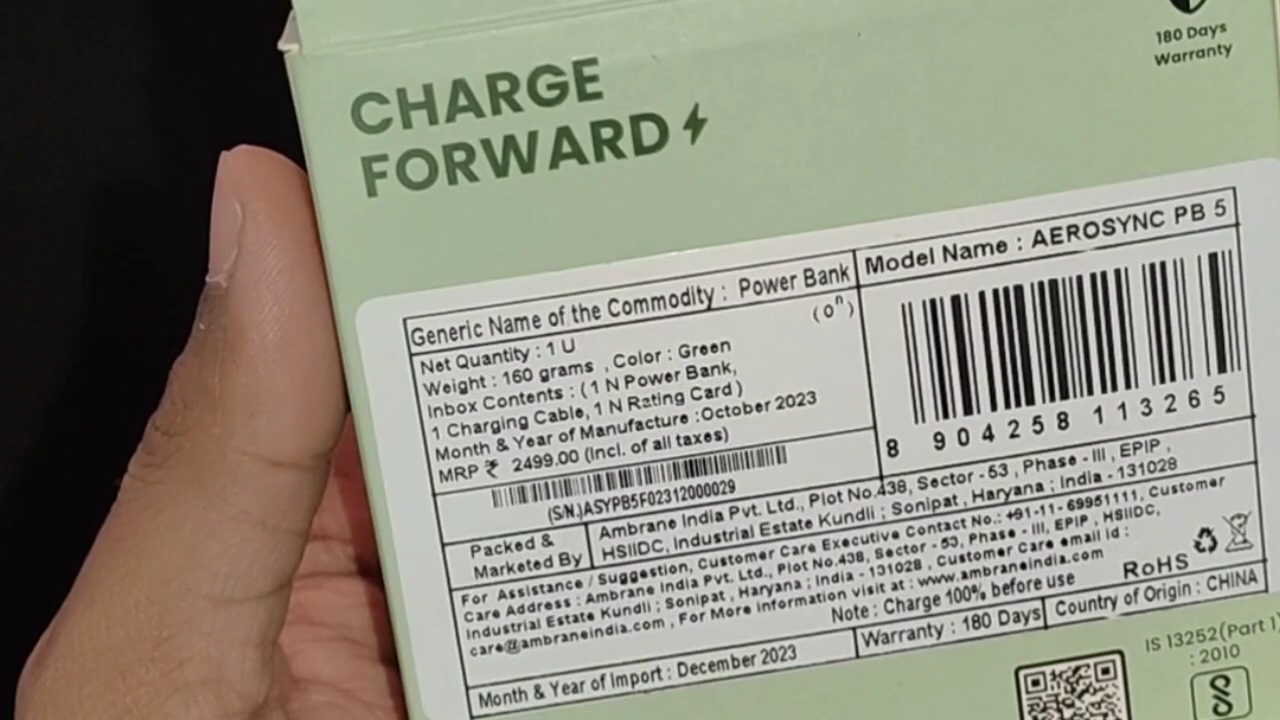 180 Days
Warranty
CHARGE
FORWARD
Generic Name of the Commodity : Power Bank
(0ⁿ)
Net Quantity : 1 U
Weight : 160 grams , Color : Green
Inbox Contents : ( 1 N Power Bank,
1 Charging Cable, 1 N Rating Card )
Month & Year of Manufacture :October 2023
MRP ₹ 2499.00 (Incl. of all taxes)
(S/N.)ASYPB5F02312000029
Model Name : AEROSYNC PB 5
8 904258 113265
Packed &
Marketed By
Ambrane India Pvt. Ltd., Plot No.438, Sector - 53 , Phase - III , EPIP ,
HSIIDC, Industrial Estate Kundli ; Sonipat , Haryana ; India - 131028
For Assistance / Suggestion, Customer Care Executive Contact No.: +91-11- 69951111, Customer
Care Address : Ambrane India Pvt. Ltd., Plot No.438, Sector - 53, Phase - III, EPIP , HSIIDC,
Industrial Estate Kundli ; Sonipat , Haryana ; India - 131028 , Customer Care email id :
care@ambraneindia.com , For More information visit at : www.ambraneindia.com
Note : Charge 100% before use
RoHS
Month & Year of Import : December 2023
Warranty : 180 Days
Country of Origin : CHINA
IS 13252(Part 1)
: 2010